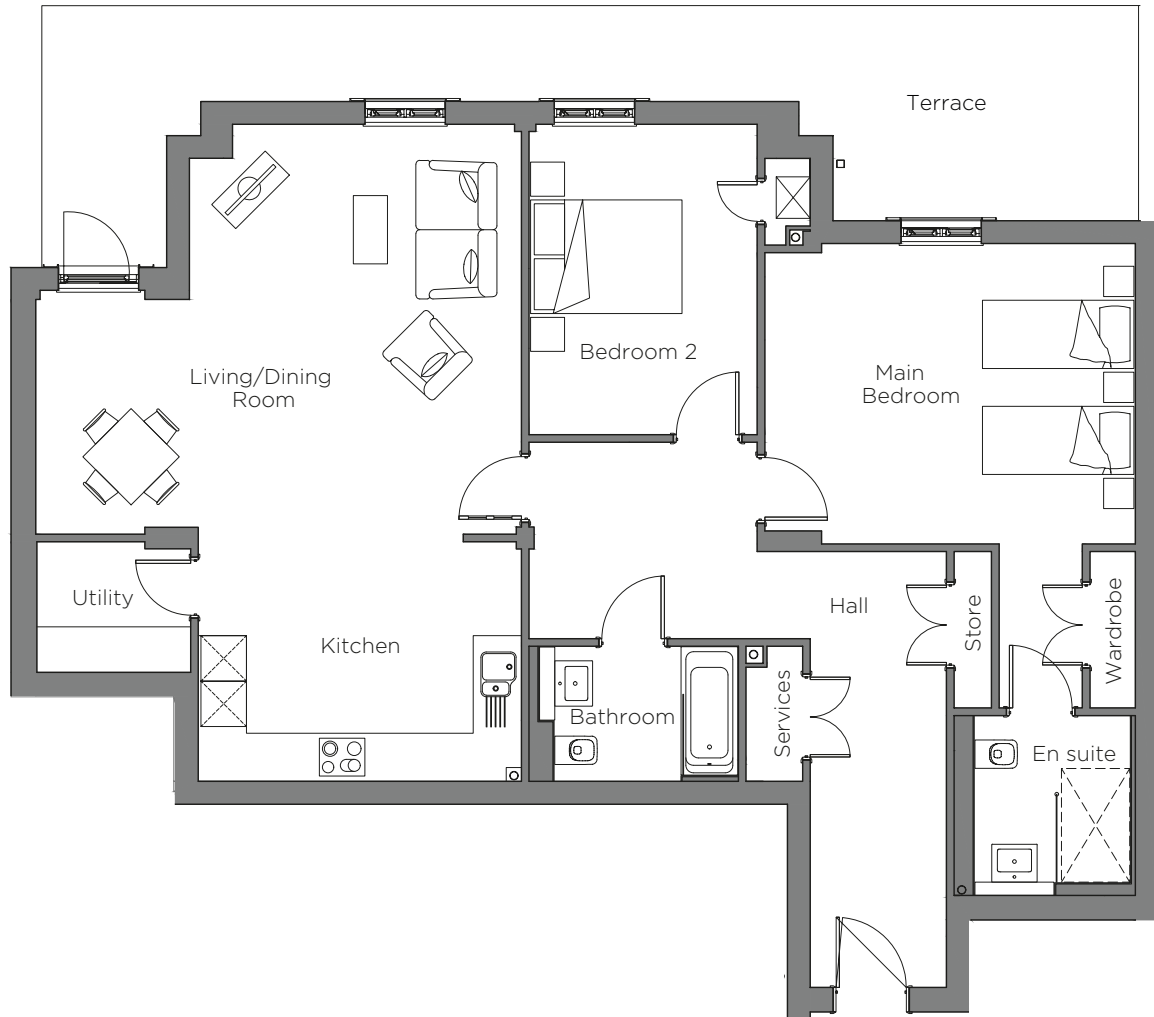 Terrace
Bedroom 2
Living/Dining
Room
Main
Bedroom
Utility
Hall
Store
Wardrobe
Kitchen
Bathroom
Services
En suite